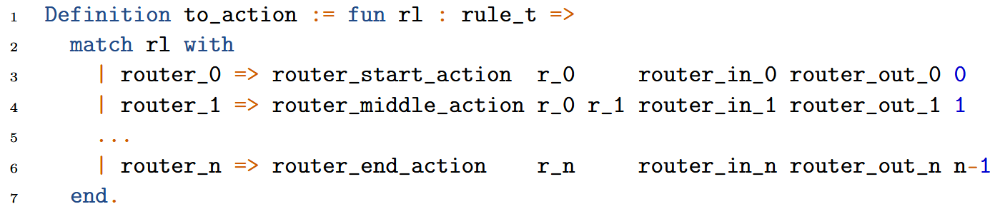 1 Definition to_action := fun rl : rule_t =>
2 match rl with
3 | router_0 => router_start_action r_0 router_in_0 router_out_0 0
4 | router_1 => router_middle_action r_0 r_1 router_in_1 router_out_1 1
5 ...
6 | router_n => router_end_action r_n router_in_n router_out_n n-1
7 end.